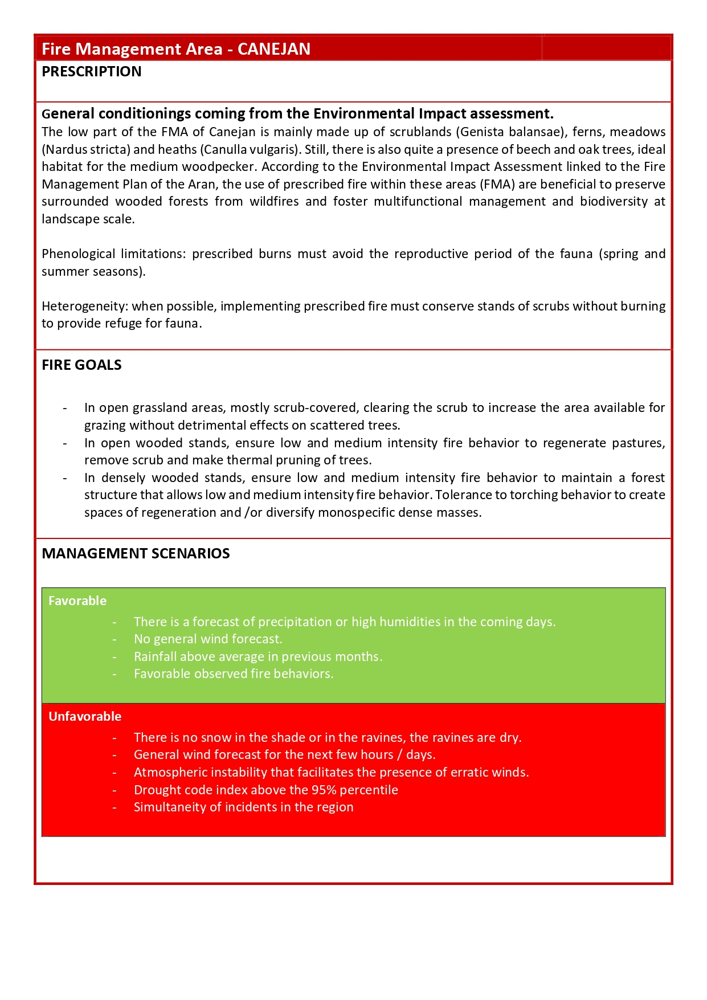 Fire Management Area - CANEJAN
PRESCRIPTION
General conditionings coming from the Environmental Impact assessment.
The low part of the FMA of Canejan is mainly made up of scrublands (Genista balansae), ferns, meadows
(Nardus stricta) and heaths (Canulla vulgaris). Still, there is also quite a presence of beech and oak trees, ideal
habitat for the medium woodpecker. According to the Environmental Impact Assessment linked to the Fire
Management Plan of the Aran, the use of prescribed fire within these areas (FMA) are beneficial to preserve
surrounded wooded forests from wildfires and foster multifunctional management and biodiversity at
landscape scale.
Phenological limitations: prescribed burns must avoid the reproductive period of the fauna (spring and
summer seasons).
Heterogeneity: when possible, implementing prescribed fire must conserve stands of scrubs without burning
to provide refuge for fauna.
FIRE GOALS
- In open grassland areas, mostly scrub-covered, clearing the scrub to increase the area available for
grazing without detrimental effects on scattered trees.
- In open wooded stands, ensure low and medium intensity fire behavior to regenerate pastures,
remove scrub and make thermal pruning of trees.
- In densely wooded stands, ensure low and medium intensity fire behavior to maintain a forest
structure that allows low and medium intensity fire behavior. Tolerance to torching behavior to create
spaces of regeneration and /or diversify monospecific dense masses.
MANAGEMENT SCENARIOS
Favorable
- There is a forecast of precipitation or high humidities in the coming days.
- No general wind forecast.
- Rainfall above average in previous months.
- Favorable observed fire behaviors.
Unfavorable
- There is no snow in the shade or in the ravines, the ravines are dry.
- General wind forecast for the next few hours / days.
- Atmospheric instability that facilitates the presence of erratic winds.
- Drought code index above the 95% percentile
- Simultaneity of incidents in the region